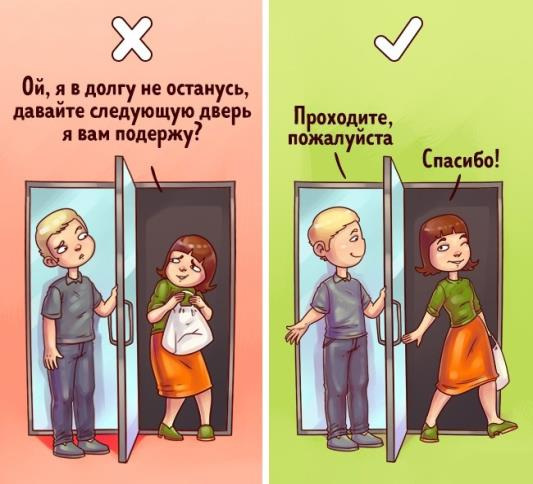 Ой, я в долгу не останусь,
давайте следующую дверь
я вам подержу?
Проходите,
пожалуйста
Спасибо!